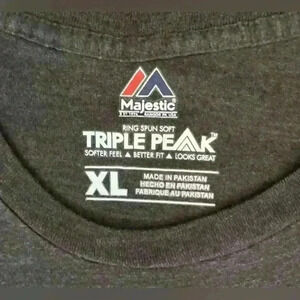 Majestic
RING SPUN SOFT
TRIPLE PEAK
SOFTER FEEL ▲ BETTER FIT ▲ LOOKS GREAT
XL
MADE IN PAKISTAN
HECHO EN PAKISTAN
FABRIQUE AU PAKISTAN